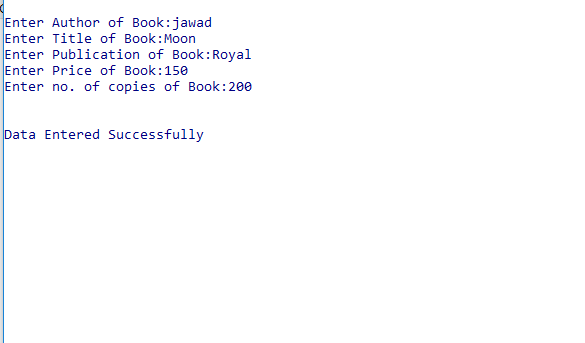 Enter Author of Book:jawad
Enter Title of Book:Moon
Enter Publication of Book:Royal
Enter Price of Book:150
Enter no. of copies of Book:200
Data Entered Successfully